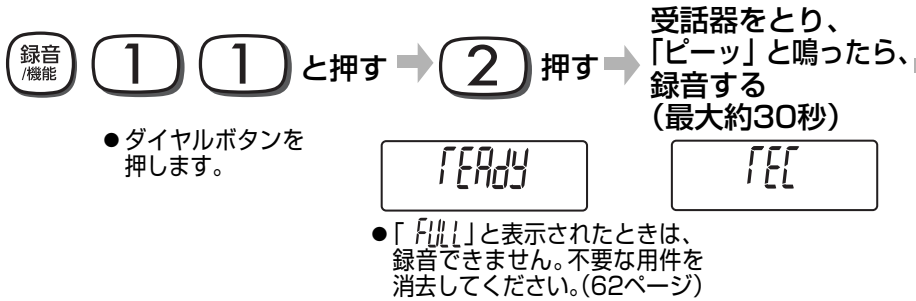 録音
/機能
1 1 と押す 2 押す
受話器をとり、
「ピーッ」と鳴ったら、
録音する
(最大約30秒)
●ダイヤルボタンを
押します。
rEAdY
rEC
●「FULL」と表示されたときは、
録音できません。不要な用件を
消去してください。(62ページ)